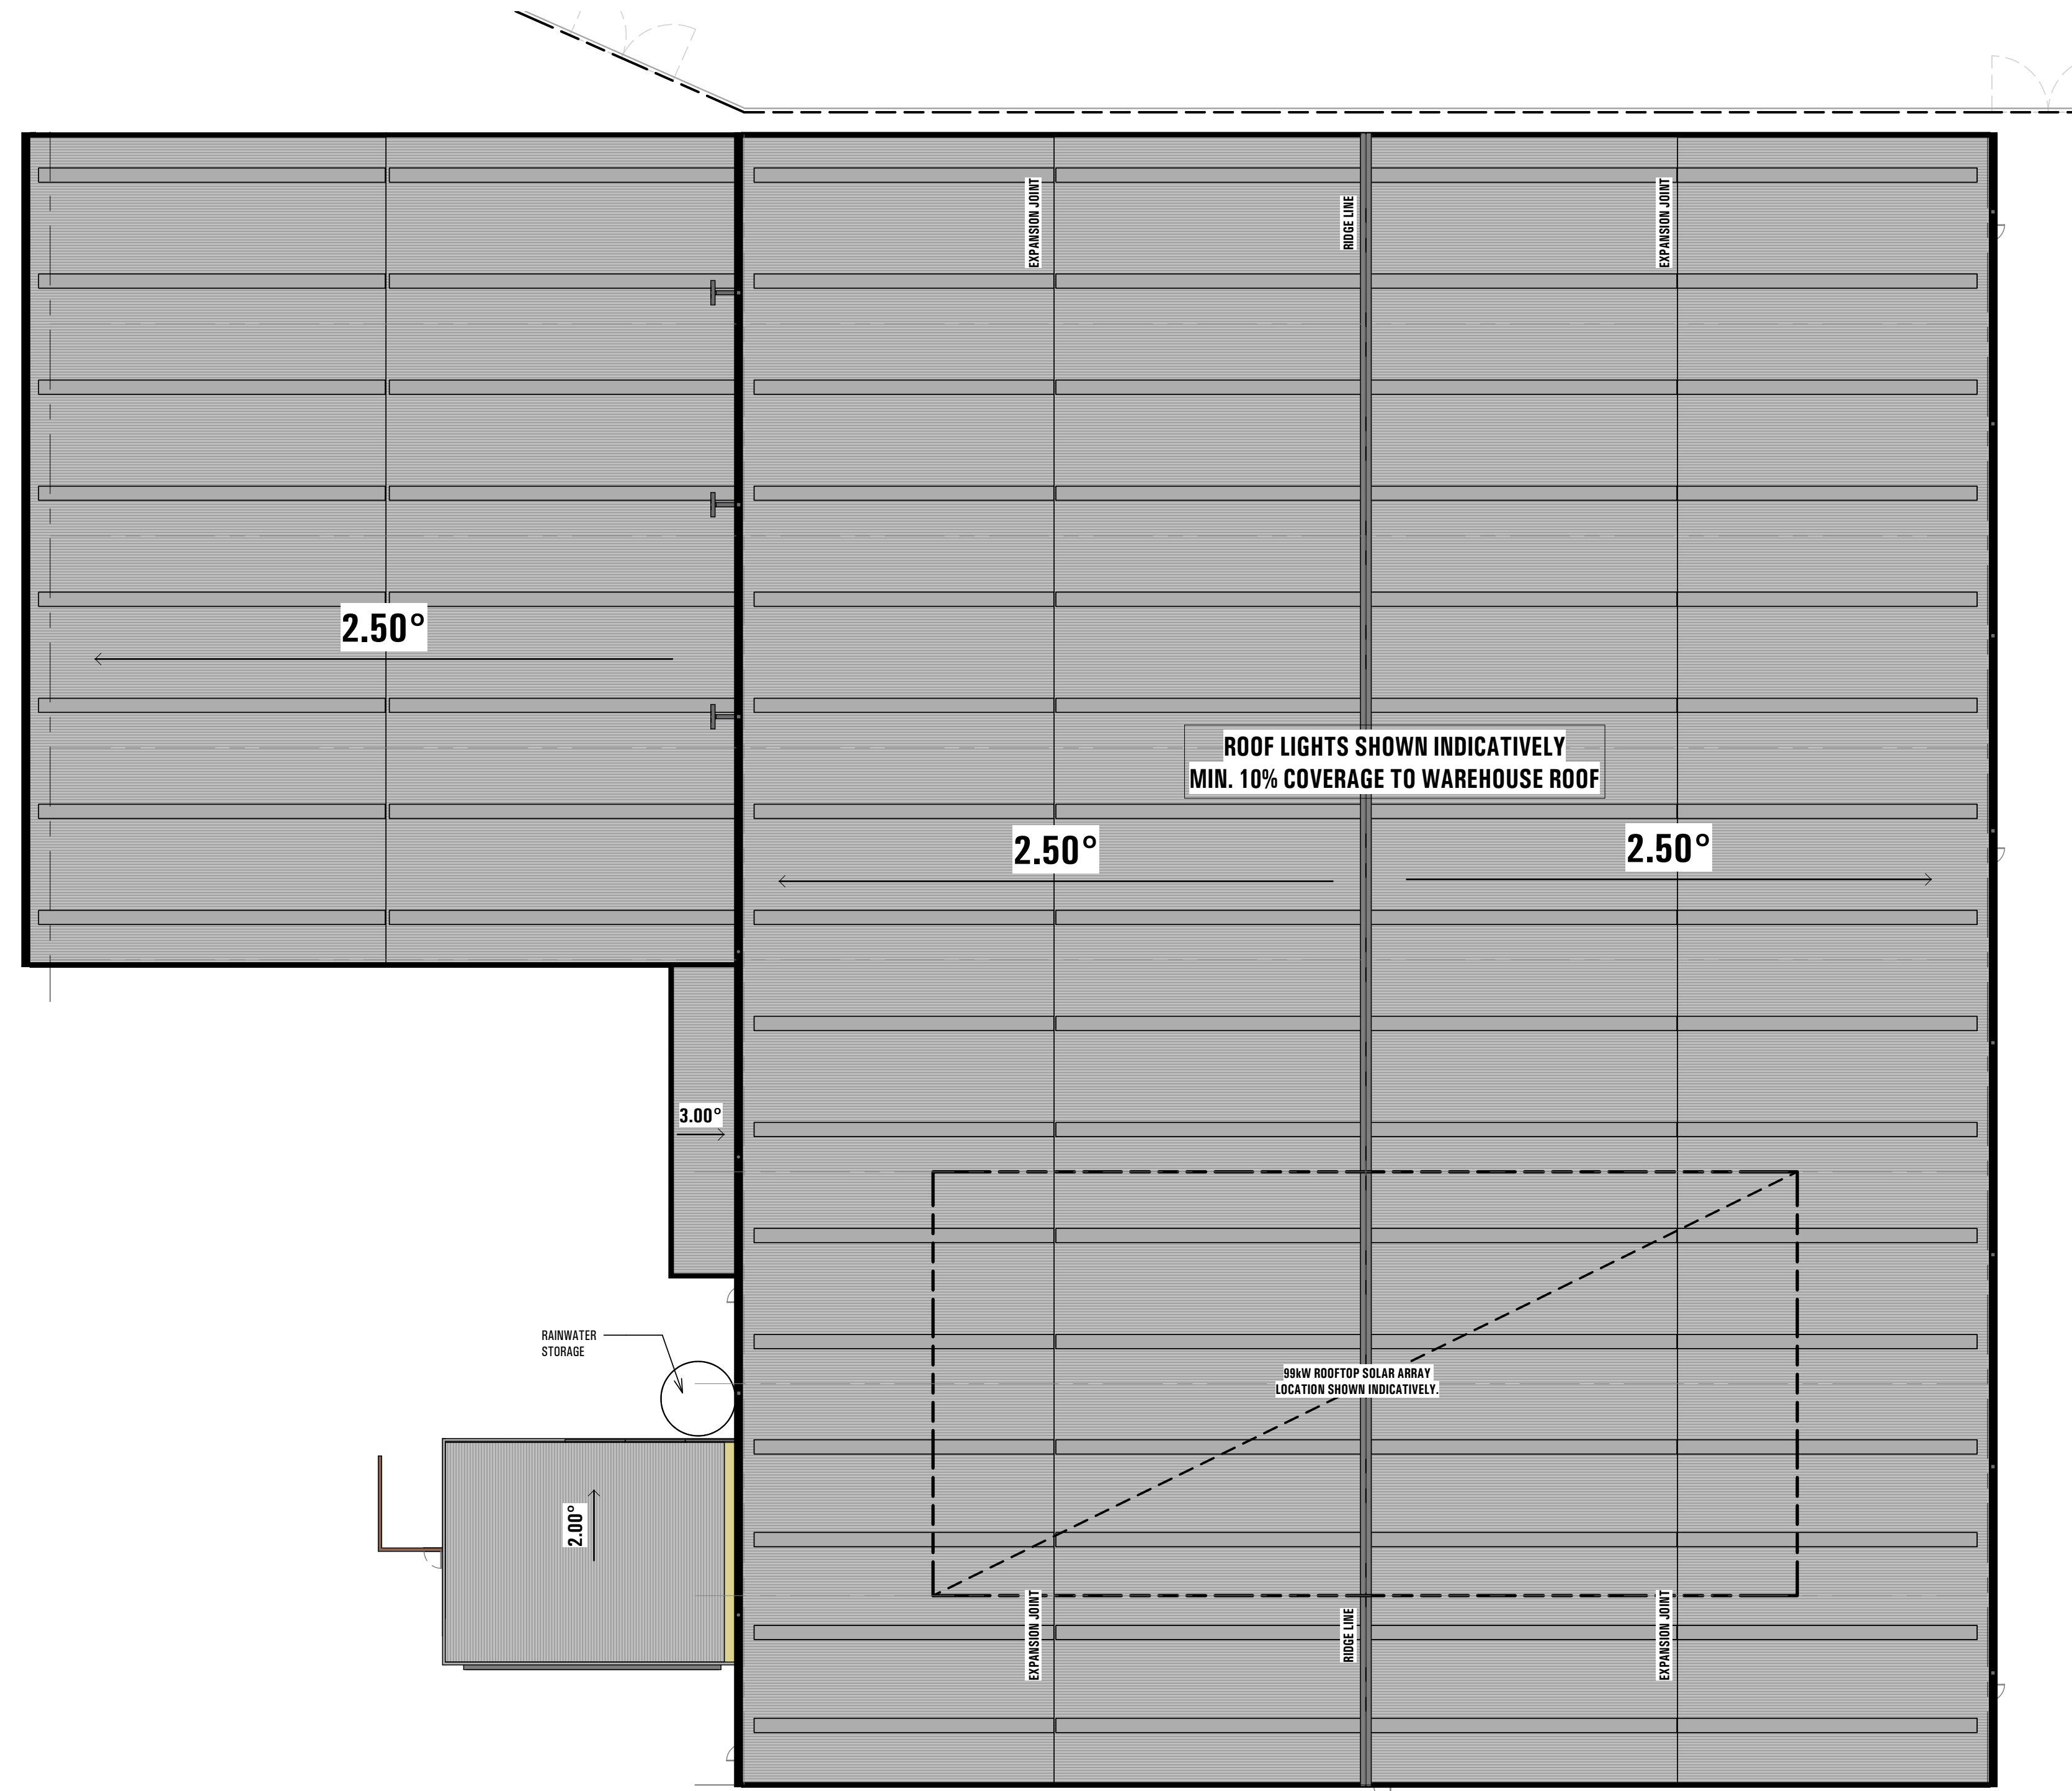 EXPANSION JOINT
RIDGE LINE
EXPANSION JOINT
2.50°
ROOF LIGHTS SHOWN INDICATIVELY
MIN. 10% COVERAGE TO WAREHOUSE ROOF
2.50°
2.50°
3.00°
RAINWATER
STORAGE
99kW ROOFTOP SOLAR ARRAY
LOCATION SHOWN INDICATIVELY.
2.00°
EXPANSION JOINT
RIDGE LINE
EXPANSION JOINT